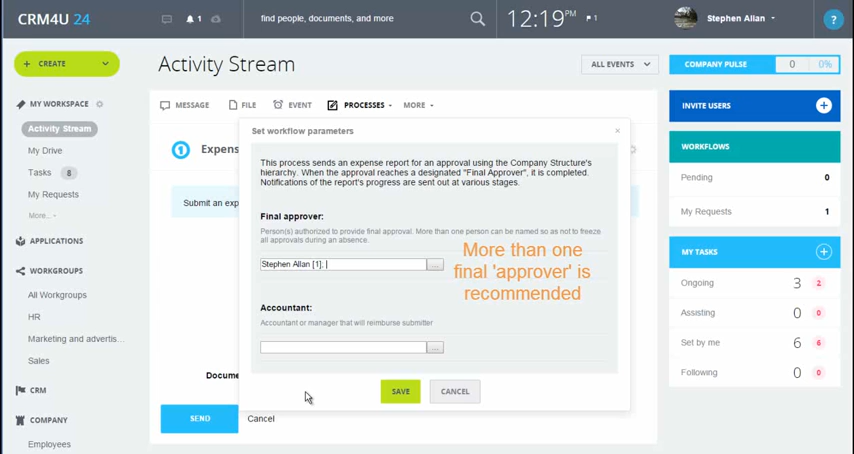 CRM4U 24
1
find people, documents, and more
12:19 PM
1
Stephen Allan
?
+ CREATE
Activity Stream
ALL EVENTS
COMPANY PULSE 0 0%
MY WORKSPACE
Activity Stream
My Drive
Tasks 8
My Requests
More...
APPLICATIONS
WORKGROUPS
All Workgroups
HR
Marketing and advertis...
Sales
CRM
COMPANY
Employees
MESSAGE FILE EVENT PROCESSES MORE
1 Expens
Submit an exp
Docume
SEND Cancel
Set workflow parameters
×
This process sends an expense report for an approval using the Company Structure's
hierarchy. When the approval reaches a designated "Final Approver", it is completed.
Notifications of the report's progress are sent out at various stages.
Final approver:
Person(s) authorized to provide final approval. More than one person can be named so as not to freeze
all approvals during an absence.
Stephen Allan [1];
...
More than one
final 'approver' is
recommended
Accountant:
Accountant or manager that will reimburse submitter
...
SAVE CANCEL
INVITE USERS +
WORKFLOWS
Pending 0
My Requests 1
MY TASKS +
Ongoing 3 2
Assisting 0 0
Set by me 6 6
Following 0 0